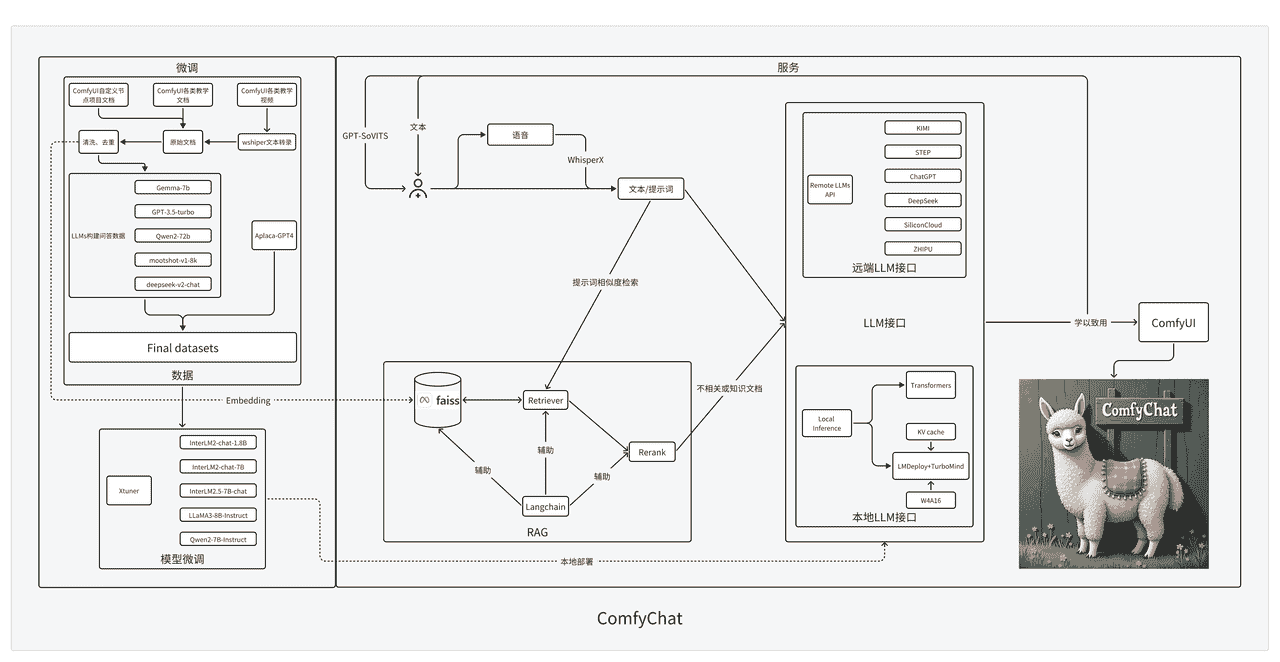 微调
ComfyUI自定义节
点项目文档
ComfyUI各类教学
文档
ComfyUI各类教学
视频
清洗、去重
原始文档
wshiper文本转录
LLMs构建问答数据
Gemma-7b
GPT-3.5-turbo
Qwen2-72b
mootshot-v1-8k
deepseek-v2-chat
Aplaca-GPT4
Final datasets
数据
Embedding
Xtuner
InterLM2-chat-1.8B
InterLM2-chat-7B
InterLM2.5-7B-chat
LLaMA3-8B-Instruct
Qwen2-7B-Instruct
模型微调
服务
GPT-SoVITS
文本
语音
WhisperX
文本/提示词
提示词相似度检索
faiss
Retriever
辅助
辅助
辅助
Rerank
Langchain
RAG
不相关或知识文档
本地部署
Remote LLMs
API
KIMI
STEP
ChatGPT
DeepSeek
SiliconCloud
ZHIPU
远端LLM接口
LLM接口
Local
Inference
Transformers
KV cache
LMDeploy+TurboMind
W4A16
本地LLM接口
学以致用
ComfyUI
ComfyChat
ComfyChat